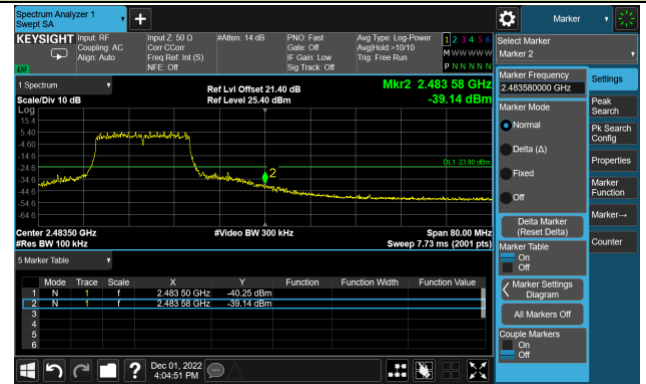 Spectrum Analyzer 1
Swept SA
Marker
KEYSIGHT
Input: RF
Coupling: AC
Align: Auto
Input Z: 50 Ω
Corr CCorr
Freq Ref: Int (S)
NFE: Off
#Atten: 14 dB
PNO: Fast
Gate: Off
IF Gain: Low
Sig Track: Off
Avg Type: Log-Power
Avg|Hold:>10/10
Trig: Free Run
1 2 3 4 5 6
M W W W W W
P N N N N N
LXI
Select Marker
Marker 2
1 Spectrum
Scale/Div 10 dB
Log
Ref Lvl Offset 21.40 dB
Ref Level 25.40 dBm
Mkr2 2.483 58 GHz
-39.14 dBm
15.4
5.40
-4.60
-14.6
-24.6
-34.6
-44.6
-54.6
-64.6
DL1 -23.80 dBm
2
Center 2.48350 GHz
#Res BW 100 kHz
#Video BW 300 kHz
Span 80.00 MHz
Sweep 7.73 ms (2001 pts)
5 Marker Table
Mode Trace Scale X Y Function Function Width Function Value
1 N 1 f 2.483 50 GHz -40.25 dBm
2 N 1 f 2.483 58 GHz -39.14 dBm
3
4
5
6
Marker Frequency
2.483580000 GHz
Marker Mode
Normal
Delta (Δ)
Fixed
Off
Delta Marker
(Reset Delta)
Marker Table
On
Off
Marker Settings
Diagram
All Markers Off
Couple Markers
On
Off
Settings
Peak
Search
Pk Search
Config
Properties
Marker
Function
Marker→
Counter
?
Dec 01, 2022
4:04:51 PM